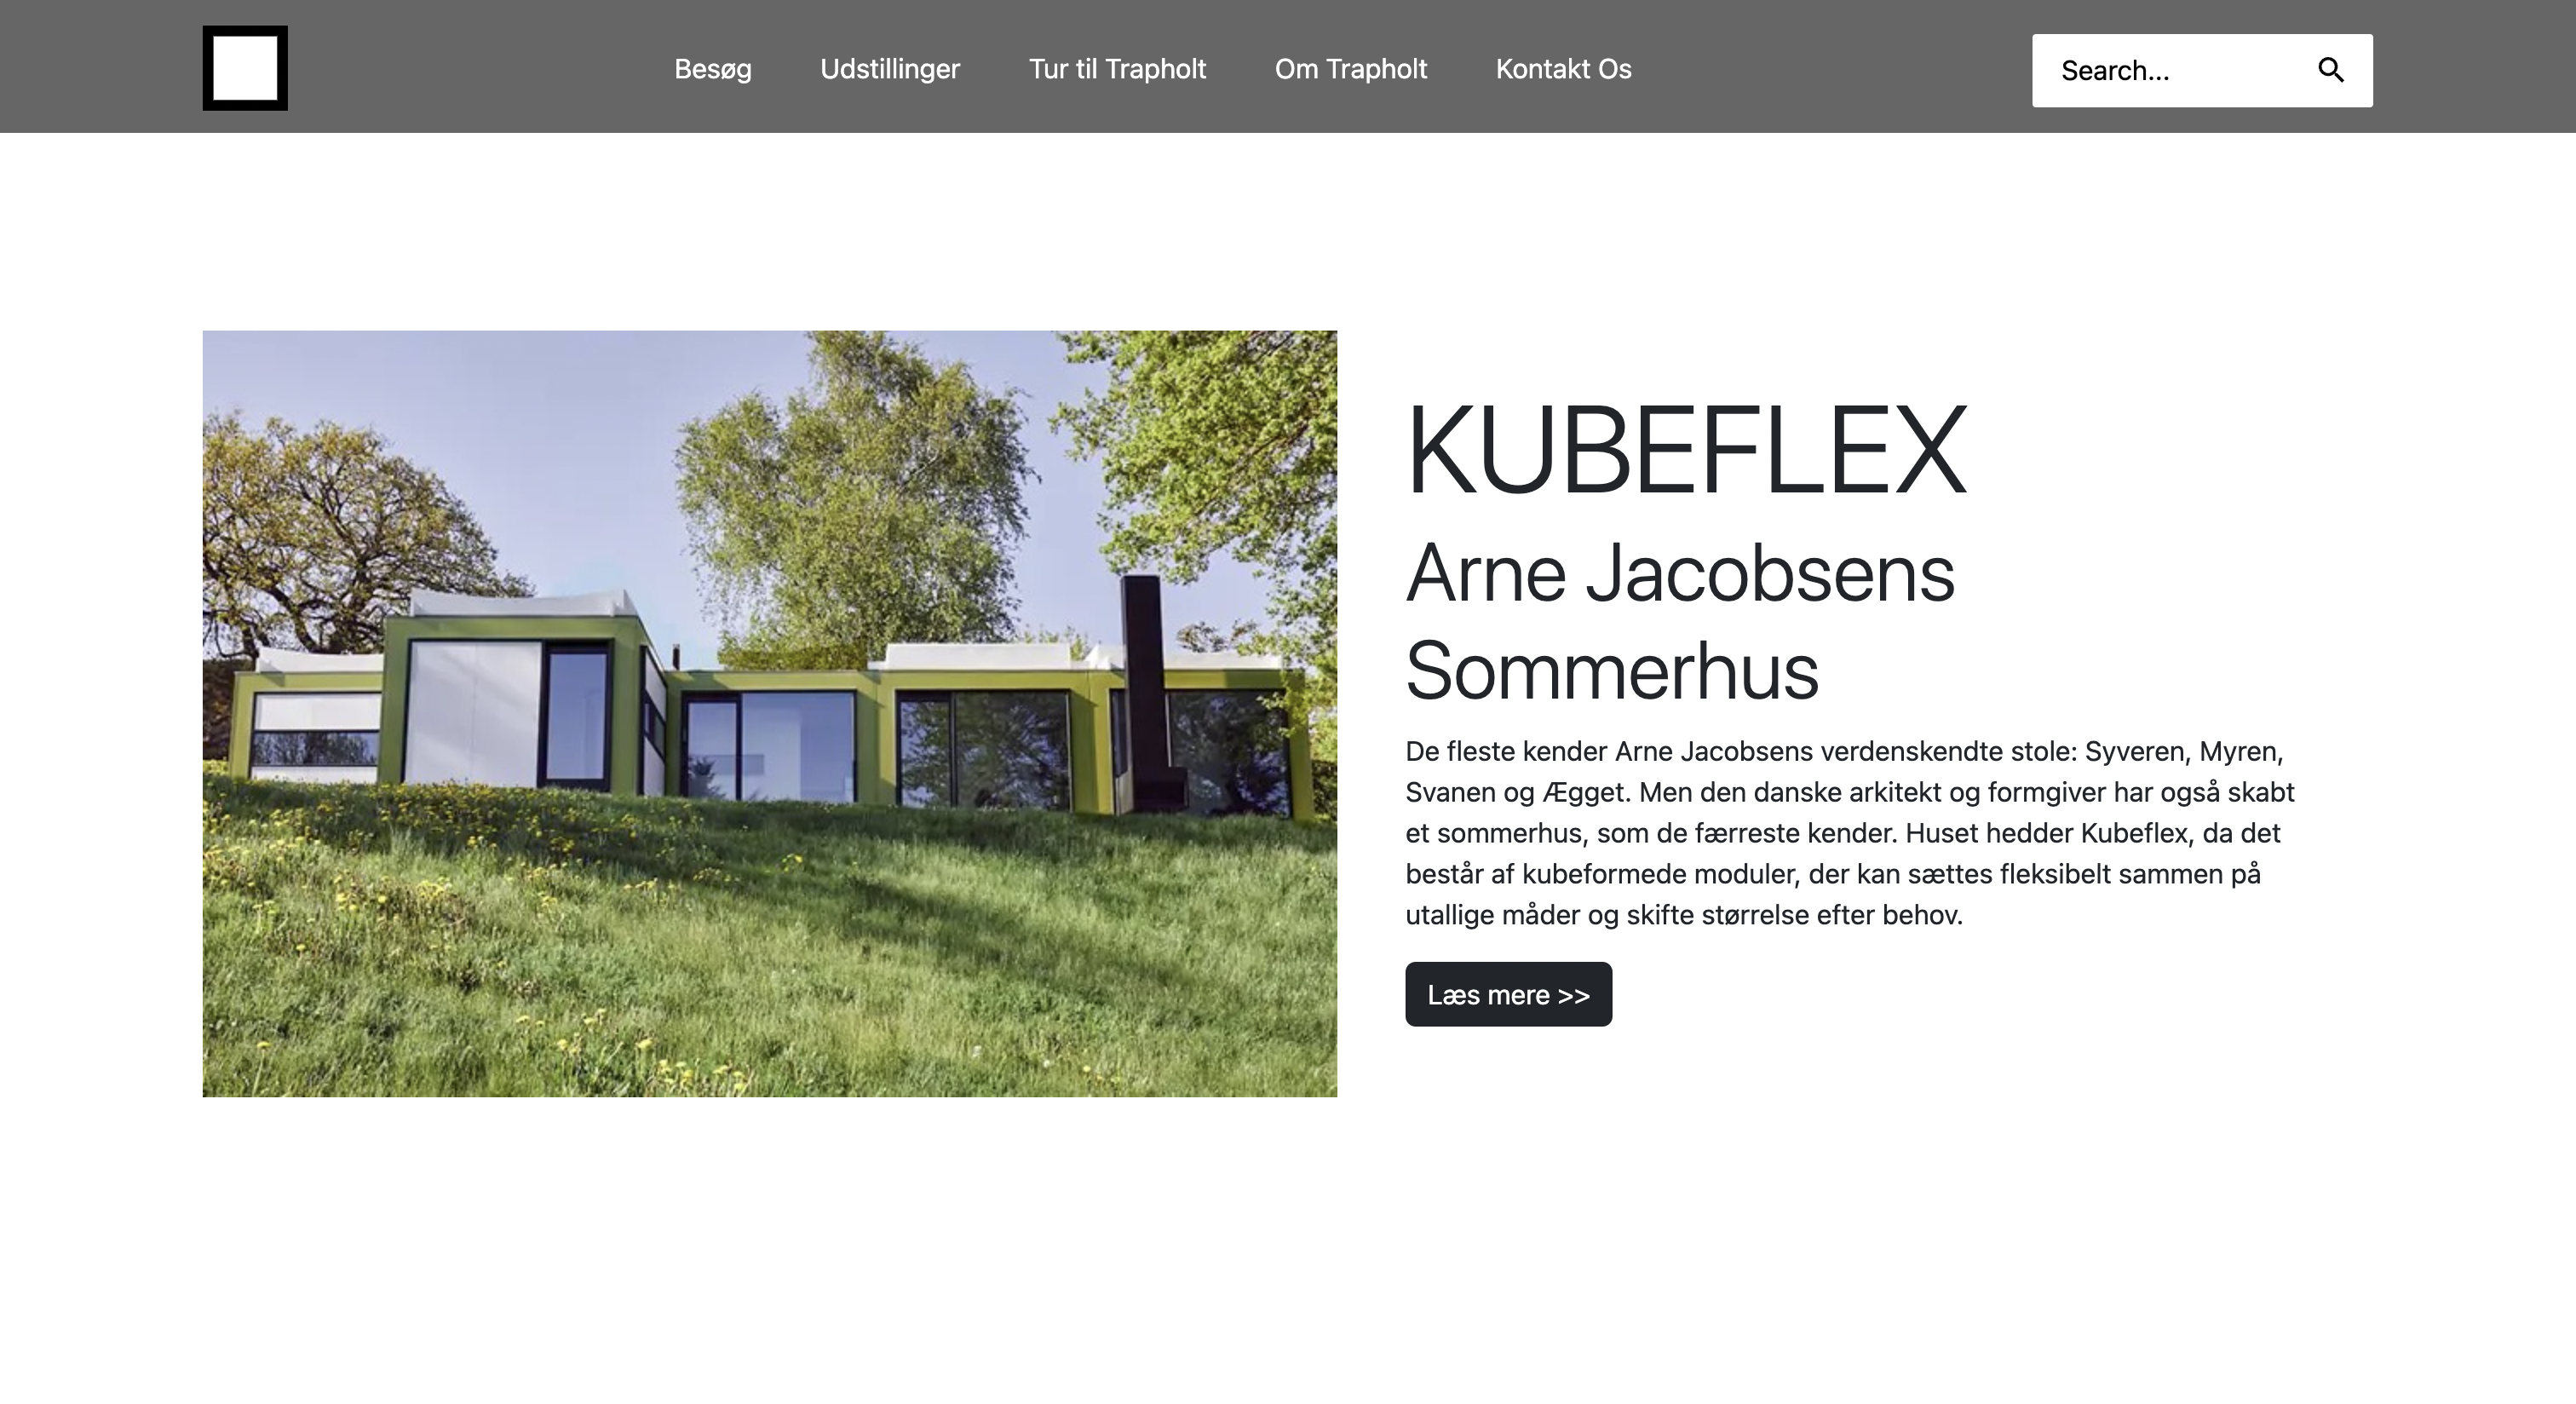 Besøg
Udstillinger
Tur til Trapholt
Om Trapholt
Kontakt Os
Search...
KUBEFLEX
Arne Jacobsens
Sommerhus
De fleste kender Arne Jacobsens verdenskendte stole: Syveren, Myren,
Svanen og Ægget. Men den danske arkitekt og formgiver har også skabt
et sommerhus, som de færreste kender. Huset hedder Kubeflex, da det
består af kubeformede moduler, der kan sættes fleksibelt sammen på
utallige måder og skifte størrelse efter behov.
Læs mere >>